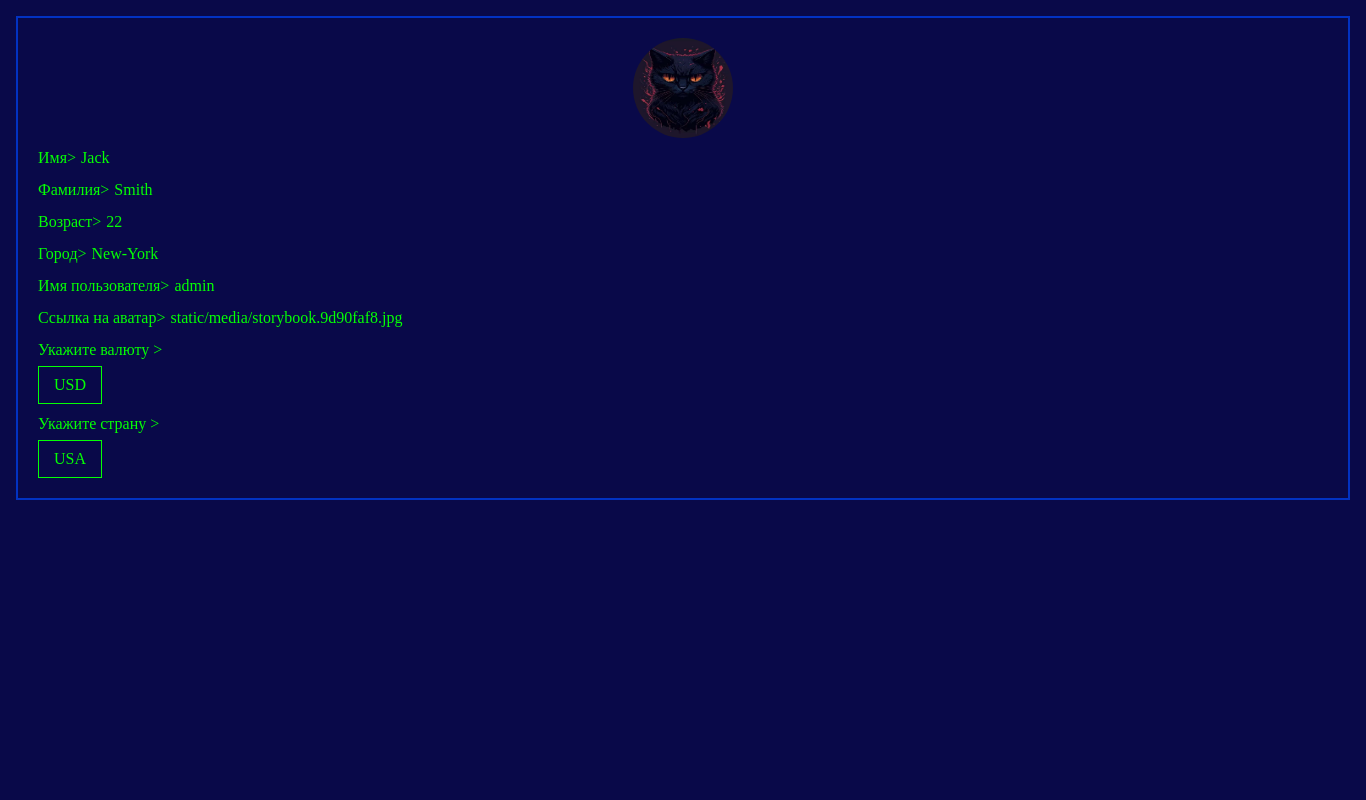 Имя> Jack
Фамилия> Smith
Возраст> 22
Город> New-York
Имя пользователя> admin
Ссылка на аватар> static/media/storybook.9d90faf8.jpg
Укажите валюту >
USD
Укажите страну >
USA